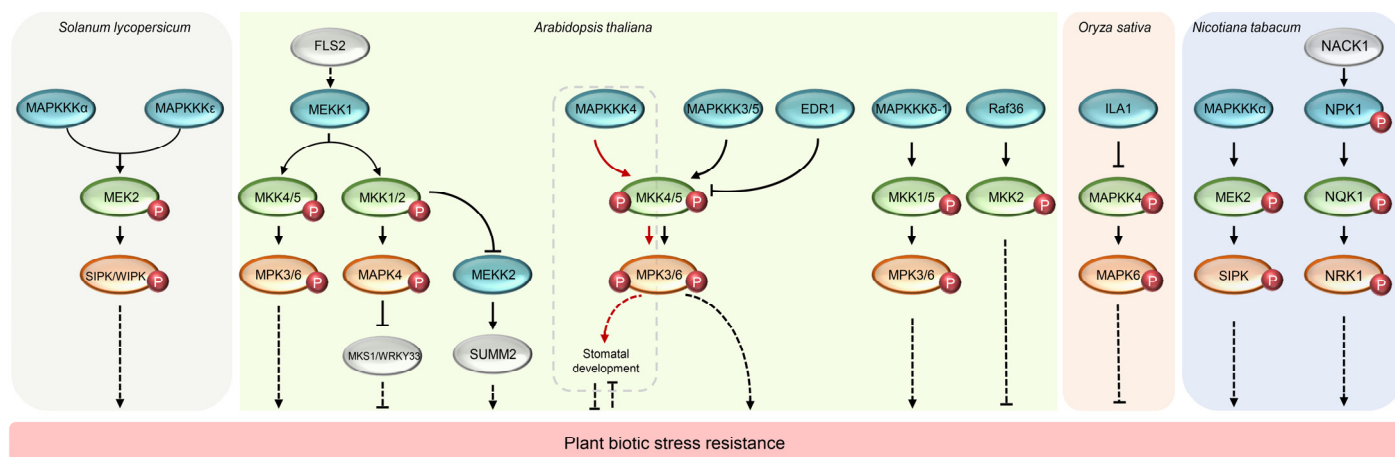 Solanum lycopersicum
MAPKKKα
MAPKKKε
MEK2
P
SIPK/WIPK
P
Arabidopsis thaliana
FLS2
MEKK1
MKK4/5
P
MKK1/2
P
MPK3/6
P
MAPK4
P
MEKK2
MKS1/WRKY33
SUMM2
MAPKKK4
MAPKKK3/5
EDR1
P
MKK4/5
P
P
MPK3/6
P
Stomatal
development
MAPKKKδ-1
Raf36
MKK1/5
P
MKK2
P
MPK3/6
P
Oryza sativa
ILA1
MAPKK4
P
MAPK6
P
Nicotiana tabacum
NACK1
MAPKKKα
NPK1
P
MEK2
P
NQK1
P
SIPK
P
NRK1
P
Plant biotic stress resistance